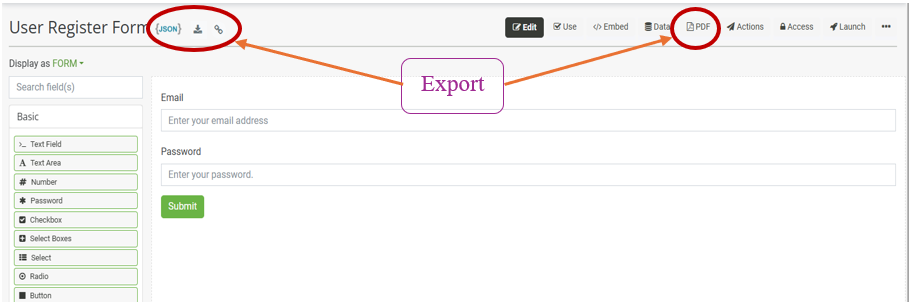 User Register Form {JSON}
Edit Use </> Embed Data PDF Actions Access Launch
Display as FORM
Export
Search field(s)
Basic
>_ Text Field
A Text Area
# Number
* Password
Checkbox
Select Boxes
Select
Radio
Button
Email
Enter your email address
Password
Enter your password.
Submit